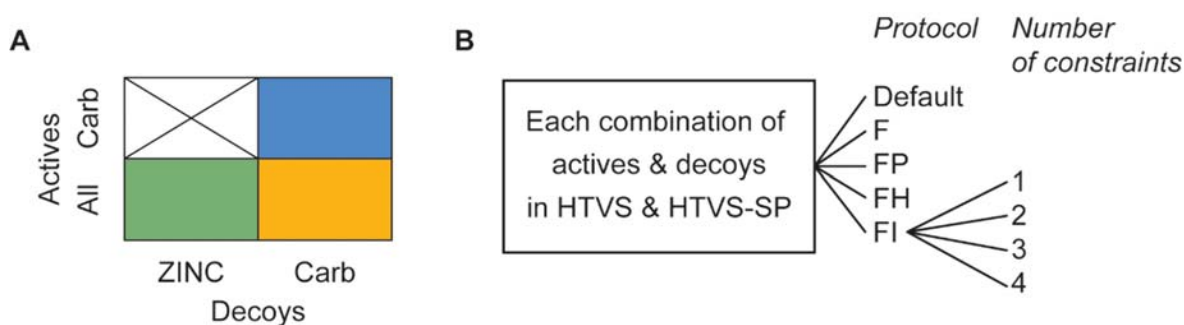 A
Actives
Carb
All
ZINC
Carb
Decoys
B
Protocol
Number
of constraints
Each combination of
actives & decoys
in HTVS & HTVS-SP
Default
F
FP
FH
FI
1
2
3
4